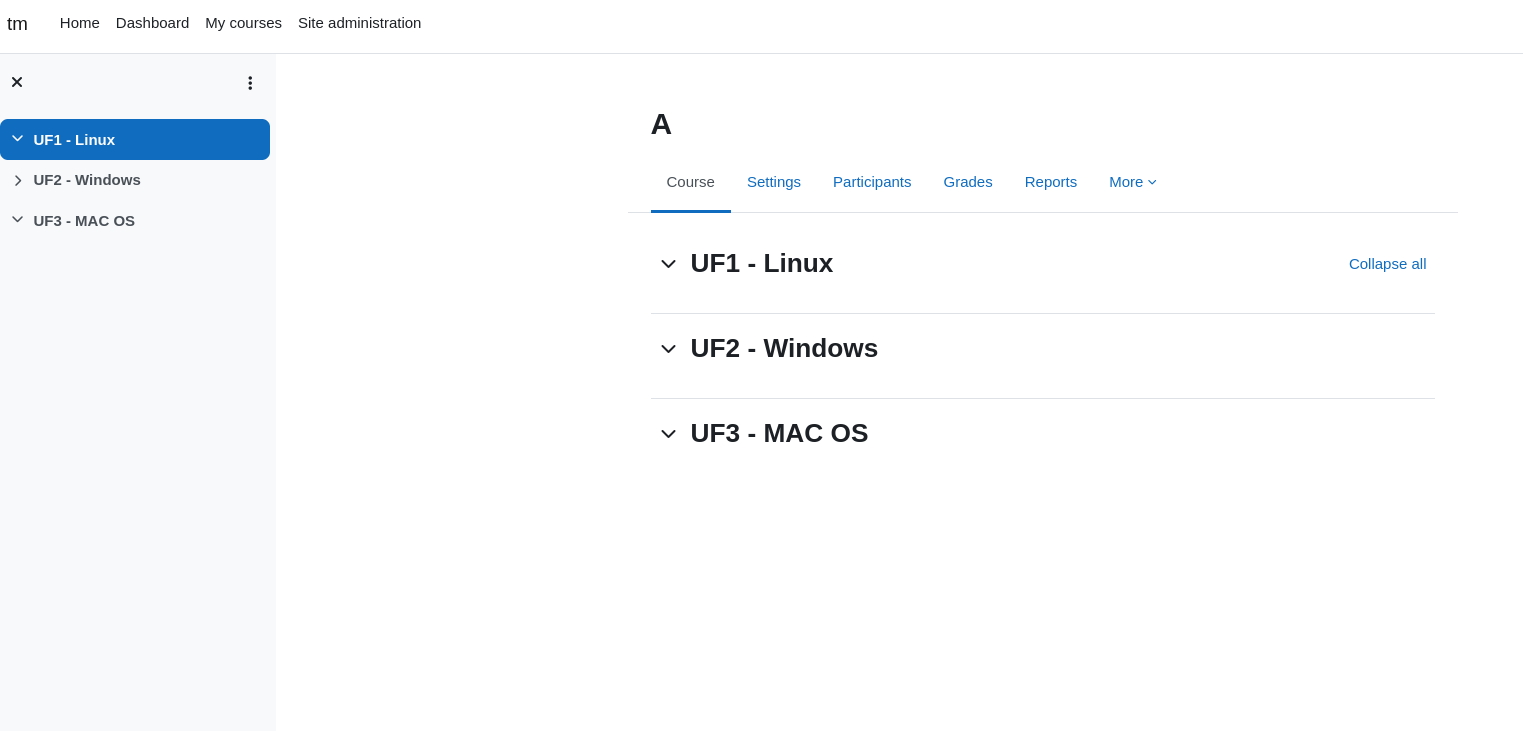 tm Home Dashboard My courses Site administration
UF1 - Linux
UF2 - Windows
UF3 - MAC OS
A
Course Settings Participants Grades Reports More
UF1 - Linux Collapse all
UF2 - Windows
UF3 - MAC OS